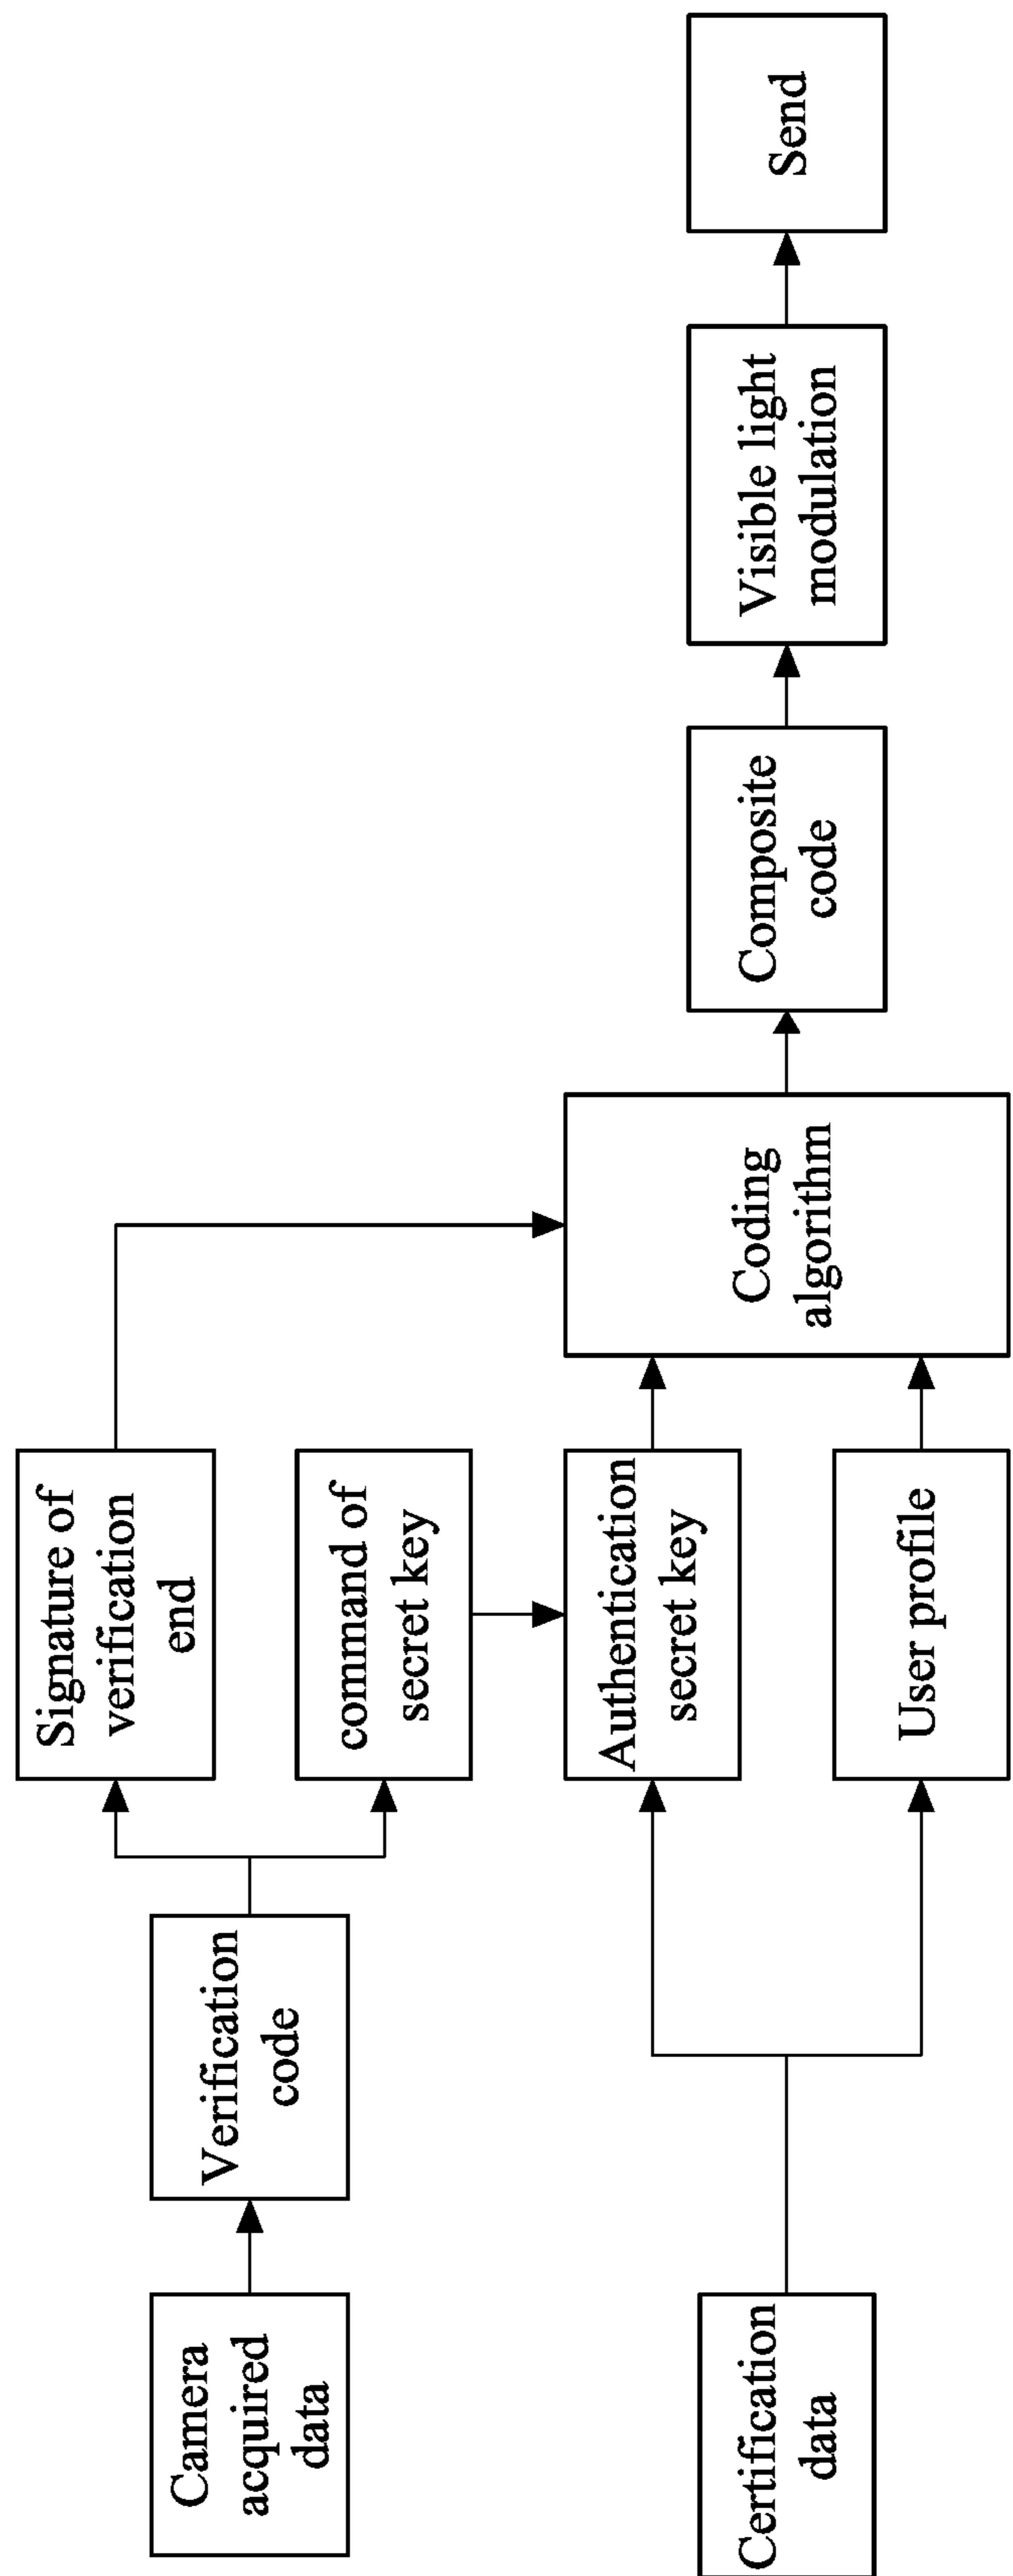 Camera
acquired
data
Verification
code
Signature of
verification
end
command of
secret key
Certification
data
Authentication
secret key
User profile
Coding
algorithm
Composite
code
Visible light
modulation
Send